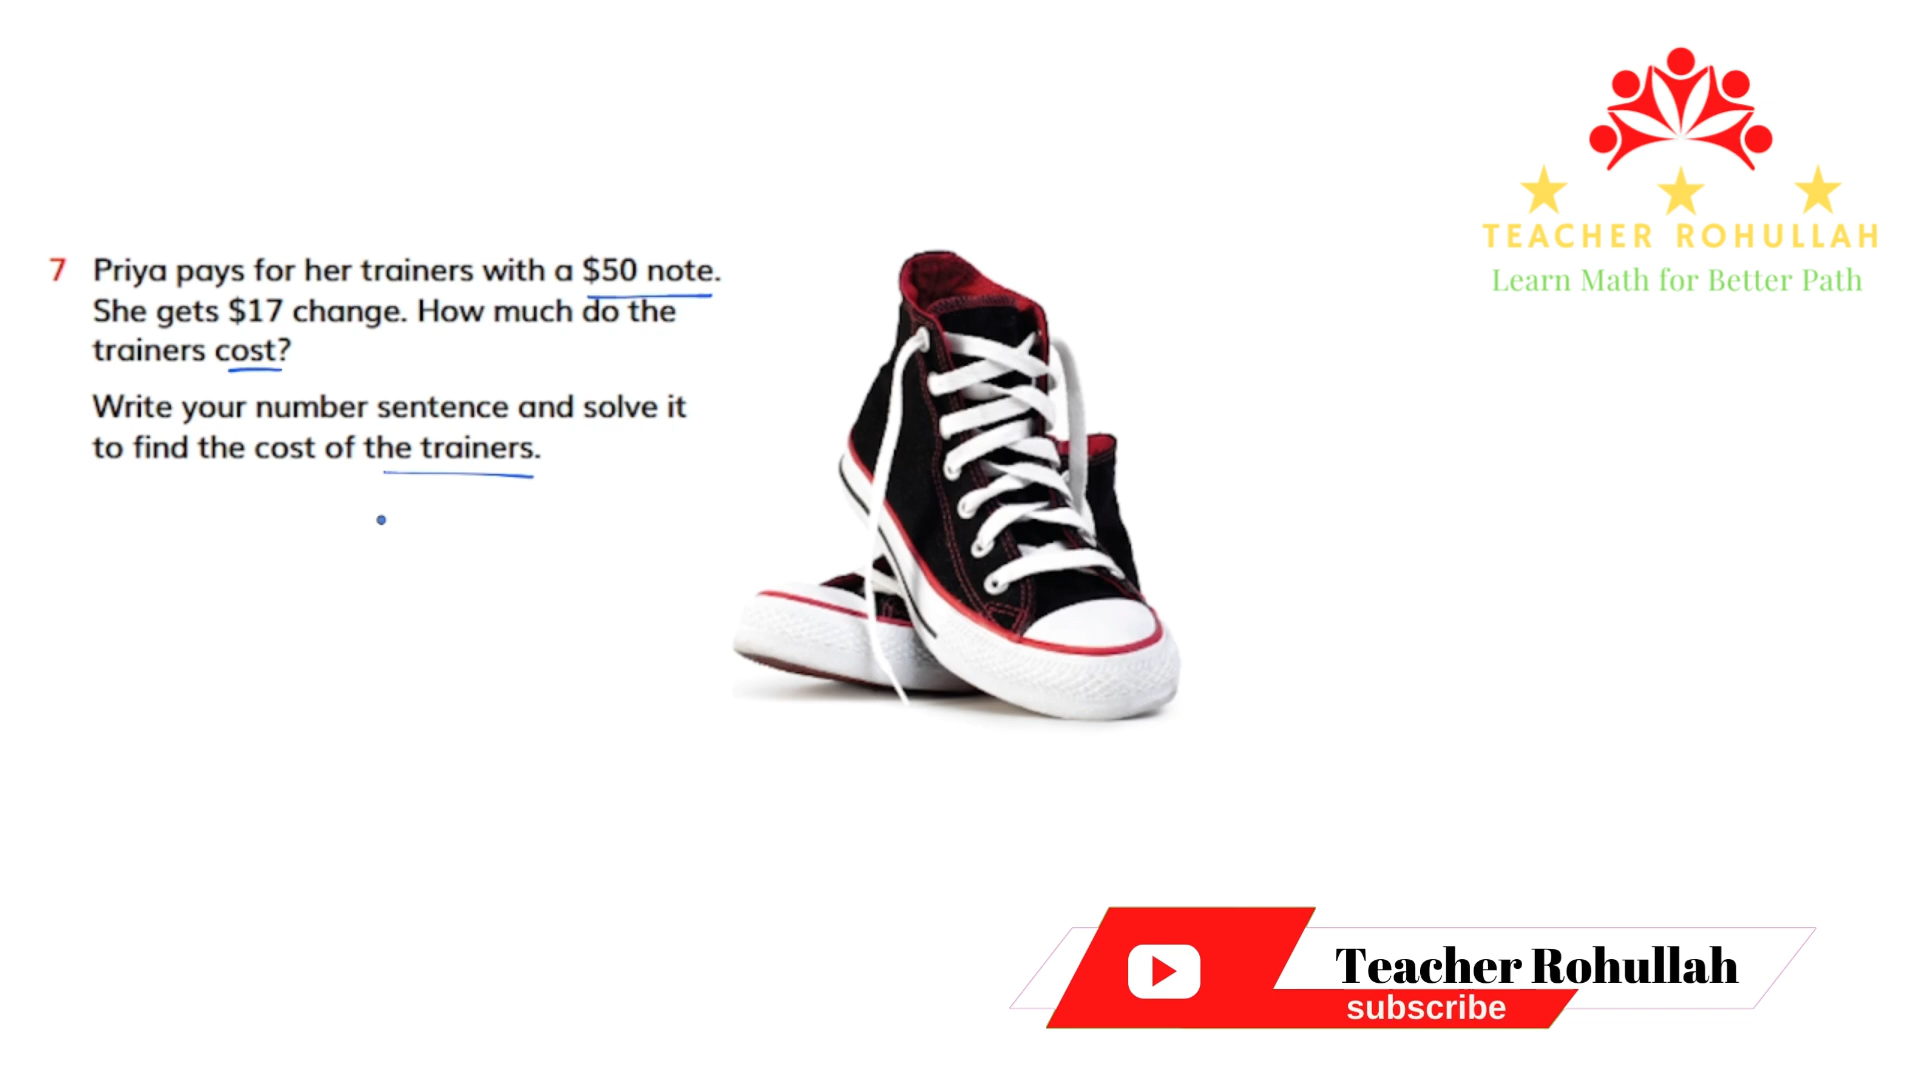 7 Priya pays for her trainers with a $50 note.
She gets $17 change. How much do the
trainers cost?
Write your number sentence and solve it
to find the cost of the trainers.
TEACHER ROHULLAH
Learn Math for Better Path
Teacher Rohullah
subscribe